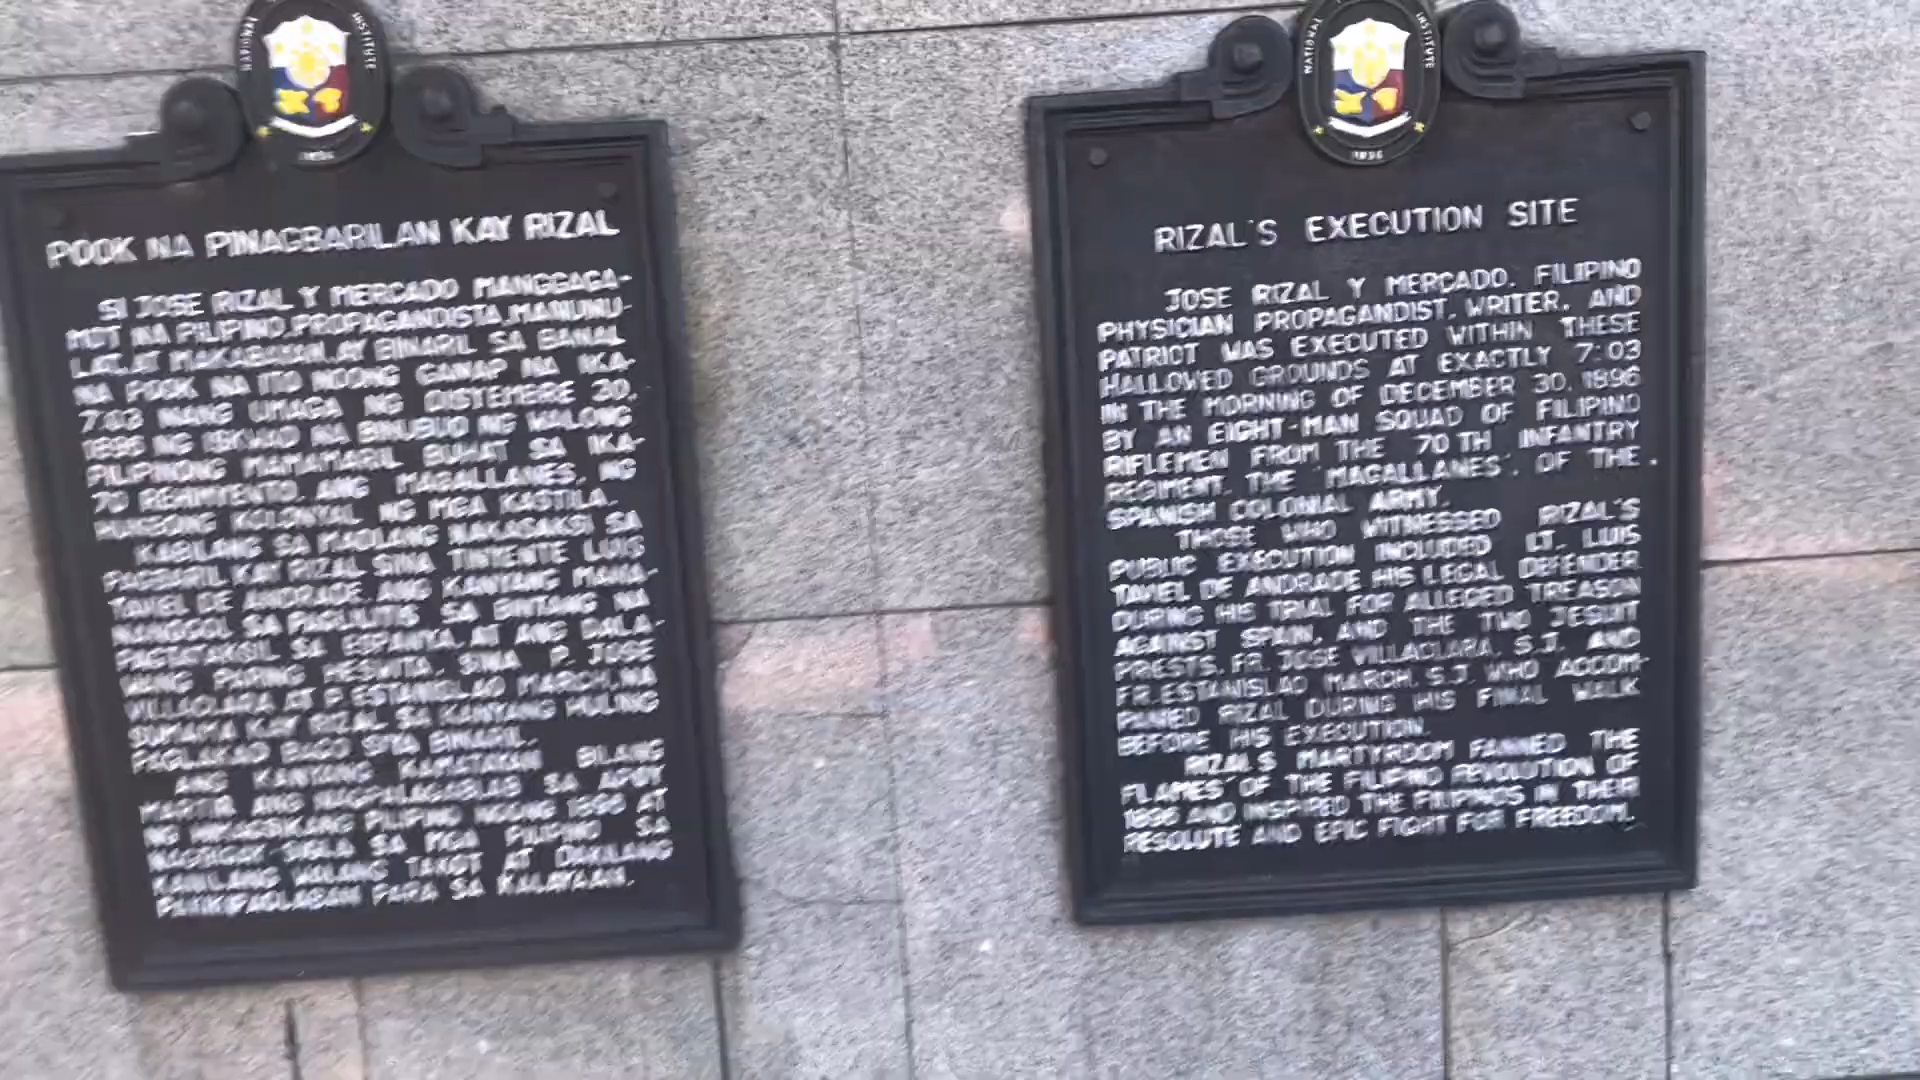 NATIONAL
INSTITUTE
POOK NA PINAGBARILAN KAY RIZAL
SI JOSE RIZAL Y MERCADO MANGGAGA-
MOT NA PILIPINO, PROPAGANDISTA, MANUNU-
LAT, AT MAKABAYAN, AY BINARIL SA BANAL
NA POOK NA ITO NOONG GANAP NA IKA-
7:03 NANG UMAGA NG DISYEMBRE 30,
1896 NG ISKWAD NA BINUBUO NG WALONG
PILIPINONG MAMAMARIL BUHAT SA IKA-
70 REHIMYENTO, ANG MAGALLANES, NG
HUKBONG KOLONYAL NG MGA KASTILA.
KABILANG SA MADLANG NAKASAKSI SA
PAGBARIL KAY RIZAL SINA TINYENTE LUIS
TAVIEL DE ANDRADE, ANG KANYANG MANA-
NANGGOL SA PAGLILITIS SA BINTANG NA
PAGTATAKSIL SA ESPANYA, AT ANG DALA-
WANG PARING HESWITA, SINA P. JOSE
VILLACLARA AT P. ESTANISLAO MARCH, NA
SUMAMA KAY RIZAL SA KANYANG HULING
PAGLAKAD BAGO SIYA BINARIL.
ANG KANYANG KAMATAYAN BILANG
MARTIR ANG NAGPALAGABLAB SA APOY
NG HIMAGSIKANG PILIPINO NOONG 1896 AT
NAGBIGAY SIGLA SA MGA PILIPINO SA
KANILANG WALANG TAKOT AT DAKILANG
PAKIKIPAGLABAN PARA SA KALAYAAN.
NATIONAL
INSTITUTE
RIZAL'S EXECUTION SITE
JOSE RIZAL Y MERCADO, FILIPINO
PHYSICIAN PROPAGANDIST, WRITER, AND
PATRIOT WAS EXECUTED WITHIN THESE
HALLOWED GROUNDS AT EXACTLY 7:03
IN THE MORNING OF DECEMBER 30, 1896
BY AN EIGHT-MAN SQUAD OF FILIPINO
RIFLEMEN FROM THE 70TH INFANTRY
REGIMENT, THE 'MAGALLANES', OF THE
SPANISH COLONIAL ARMY.
THOSE WHO WITNESSED RIZAL'S
PUBLIC EXECUTION INCLUDED LT. LUIS
TAVIEL DE ANDRADE HIS LEGAL DEFENDER
DURING HIS TRIAL FOR ALLEGED TREASON
AGAINST SPAIN, AND THE TWO JESUIT
PRIESTS, FR. JOSE VILLACLARA, S.J. AND
FR. ESTANISLAO MARCH, S.J. WHO ACCOM-
PANIED RIZAL DURING HIS FINAL WALK
BEFORE HIS EXECUTION.
RIZAL'S MARTYRDOM FANNED THE
FLAMES OF THE FILIPINO REVOLUTION OF
1896 AND INSPIRED THE FILIPINOS IN THEIR
RESOLUTE AND EPIC FIGHT FOR FREEDOM.